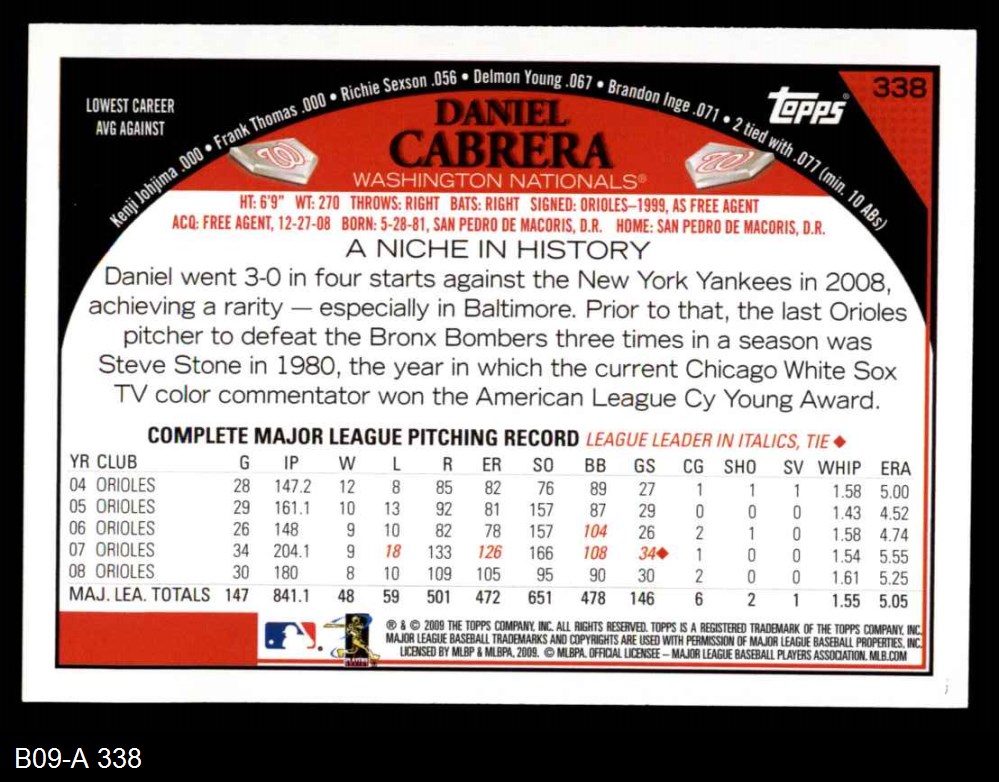 LOWEST CAREER
AVG AGAINST
Kenji Johjima .000 • Frank Thomas .000 • Richie Sexson .056 • Delmon Young .067 • Brandon Inge .071 • 2 tied with .077 (min. 10 ABs)
topps®
338
DANIEL
CABRERA
WASHINGTON NATIONALS®
HT: 6'9" WT: 270 THROWS: RIGHT BATS: RIGHT SIGNED: ORIOLES–1999, AS FREE AGENT
ACQ: FREE AGENT, 12-27-08 BORN: 5-28-81, SAN PEDRO DE MACORIS, D.R. HOME: SAN PEDRO DE MACORIS, D.R.
A NICHE IN HISTORY
Daniel went 3-0 in four starts against the New York Yankees in 2008,
achieving a rarity — especially in Baltimore. Prior to that, the last Orioles
pitcher to defeat the Bronx Bombers three times in a season was
Steve Stone in 1980, the year in which the current Chicago White Sox
TV color commentator won the American League Cy Young Award.
COMPLETE MAJOR LEAGUE PITCHING RECORD LEAGUE LEADER IN ITALICS, TIE ◆
YR CLUB G IP W L R ER SO BB GS CG SHO SV WHIP ERA
04 ORIOLES 28 147.2 12 8 85 82 76 89 27 1 1 1 1.58 5.00
05 ORIOLES 29 161.1 10 13 92 81 157 87 29 0 0 0 1.43 4.52
06 ORIOLES 26 148 9 10 82 78 157 104 26 2 1 0 1.58 4.74
07 ORIOLES 34 204.1 9 18 133 126 166 108 34◆ 1 0 0 1.54 5.55
08 ORIOLES 30 180 8 10 109 105 95 90 30 2 0 0 1.61 5.25
MAJ. LEA. TOTALS 147 841.1 48 59 501 472 651 478 146 6 2 1 1.55 5.05
® & © 2009 THE TOPPS COMPANY, INC. ALL RIGHTS RESERVED. TOPPS IS A REGISTERED TRADEMARK OF THE TOPPS COMPANY, INC.
MAJOR LEAGUE BASEBALL TRADEMARKS AND COPYRIGHTS ARE USED WITH PERMISSION OF MAJOR LEAGUE BASEBALL PROPERTIES, INC.
LICENSED BY MLBP & MLBPA, 2009. © MLBPA. OFFICIAL LICENSEE – MAJOR LEAGUE BASEBALL PLAYERS ASSOCIATION. MLB.COM
B09-A 338